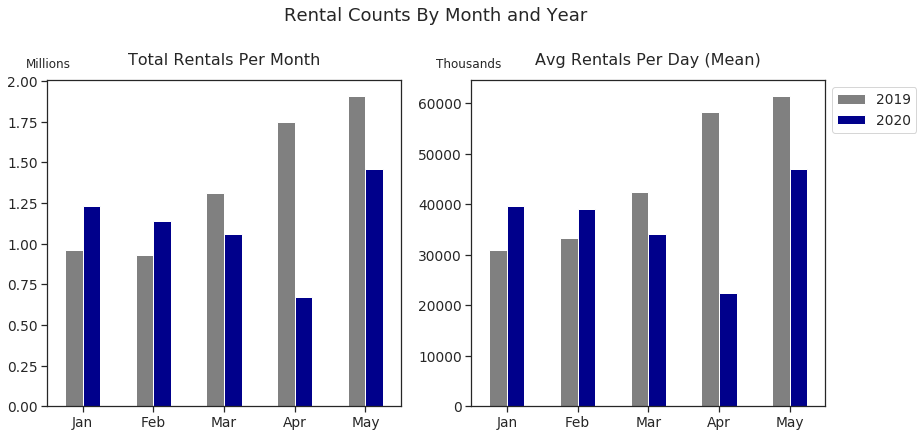 Rental Counts By Month and Year
Millions
Total Rentals Per Month
2.00
1.75
1.50
1.25
1.00
0.75
0.50
0.25
0.00
Jan Feb Mar Apr May
Thousands
Avg Rentals Per Day (Mean)
60000
50000
40000
30000
20000
10000
0
Jan Feb Mar Apr May
2019
2020